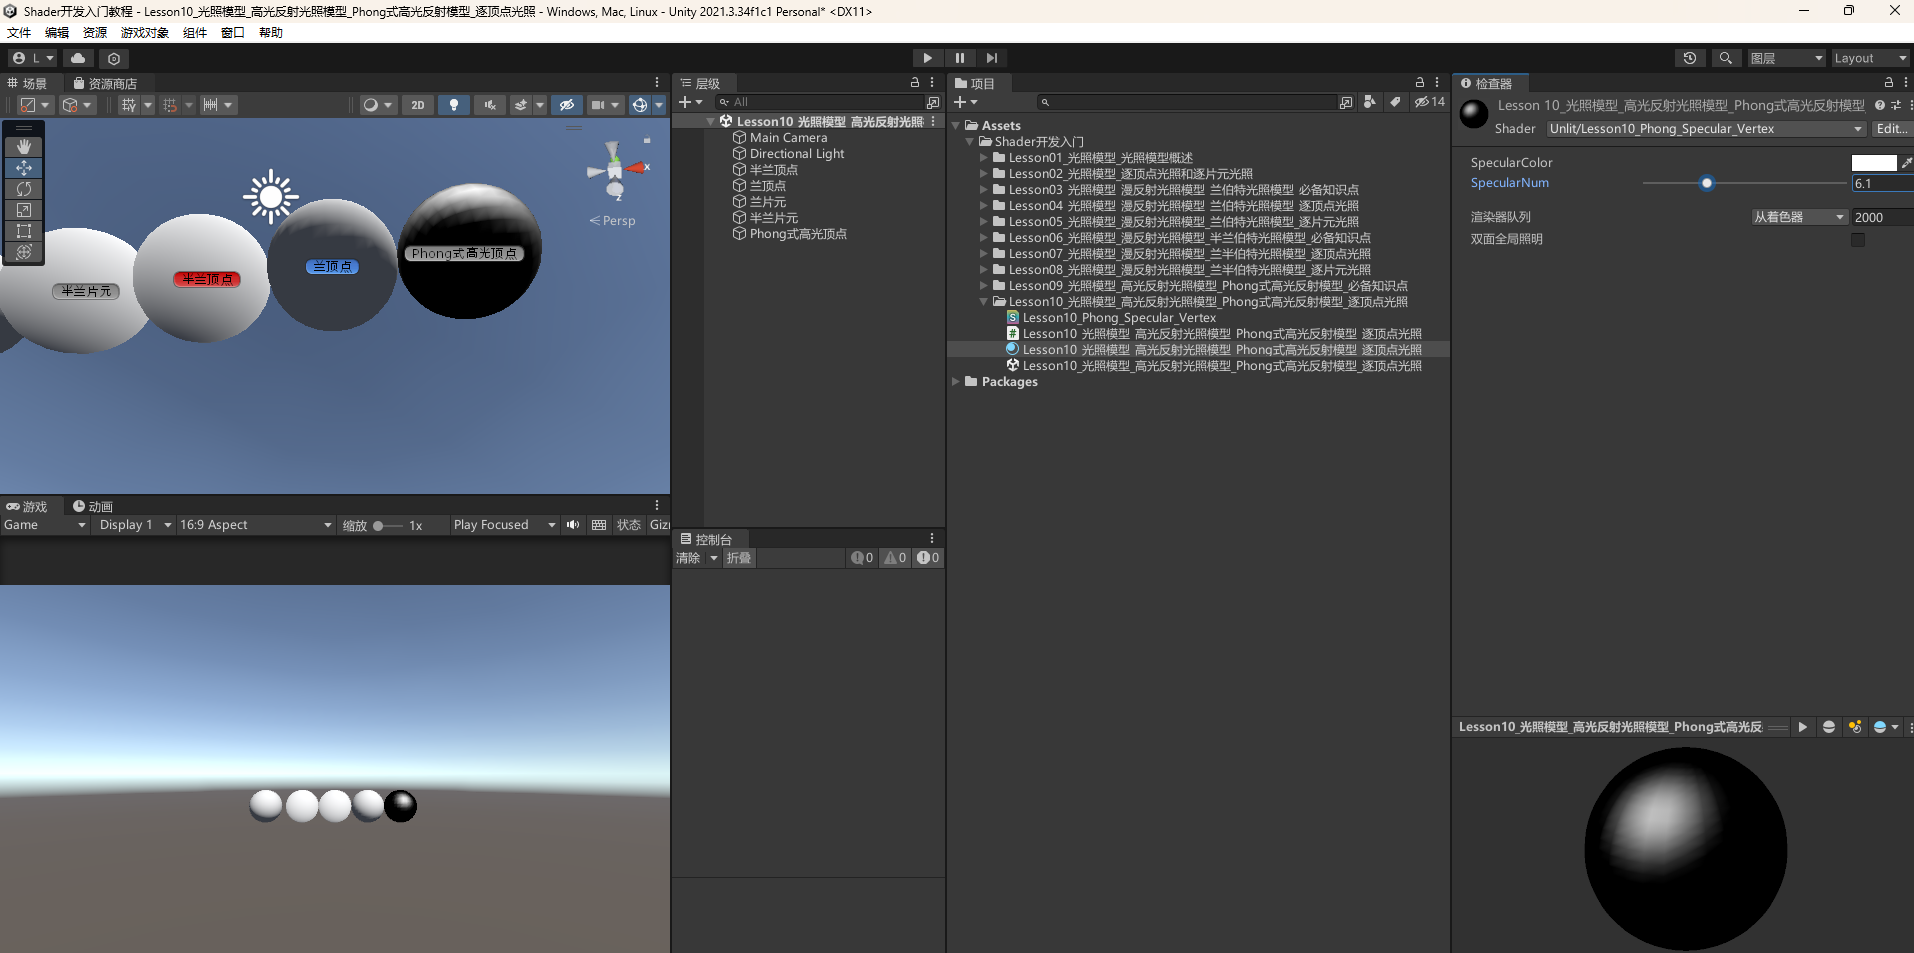 Shader开发入门教程 - Lesson10_光照模型_高光反射光照模型_Phong式高光反射模型_逐顶点光照 - Windows, Mac, Linux - Unity 2021.3.34f1c1 Personal* <DX11>
文件 编辑 资源 游戏对象 组件 窗口 帮助
L
图层
Layout
场景
资源商店
2D
Persp
x
z
半兰片元
半兰顶点
兰顶点
Phong式高光顶点
游戏
动画
Game
Display 1
16:9 Aspect
缩放
1x
Play Focused
状态
Giz
层级
All
Lesson10_光照模型_高光反射光照
Main Camera
Directional Light
半兰顶点
兰顶点
兰片元
半兰片元
Phong式高光顶点
控制台
清除
折叠
0
0
0
项目
14
Assets
Shader开发入门
Lesson01_光照模型_光照模型概述
Lesson02_光照模型_逐顶点光照和逐片元光照
Lesson03_光照模型_漫反射光照模型_兰伯特光照模型_必备知识点
Lesson04_光照模型_漫反射光照模型_兰伯特光照模型_逐顶点光照
Lesson05_光照模型_漫反射光照模型_兰伯特光照模型_逐片元光照
Lesson06_光照模型_漫反射光照模型_半兰伯特光照模型_必备知识点
Lesson07_光照模型_漫反射光照模型_兰半伯特光照模型_逐顶点光照
Lesson08_光照模型_漫反射光照模型_兰半伯特光照模型_逐片元光照
Lesson09_光照模型_高光反射光照模型_Phong式高光反射模型_必备知识点
Lesson10_光照模型_高光反射光照模型_Phong式高光反射模型_逐顶点光照
Lesson10_Phong_Specular_Vertex
Lesson10_光照模型_高光反射光照模型_Phong式高光反射模型_逐顶点光照
Lesson10_光照模型_高光反射光照模型_Phong式高光反射模型_逐顶点光照
Lesson10_光照模型_高光反射光照模型_Phong式高光反射模型_逐顶点光照
Packages
检查器
Lesson 10_光照模型_高光反射光照模型_Phong式高光反射模型_
Shader
Unlit/Lesson10_Phong_Specular_Vertex
Edit...
SpecularColor
SpecularNum
6.1
渲染器队列
从着色器
2000
双面全局照明
Lesson10_光照模型_高光反射光照模型_Phong式高光反